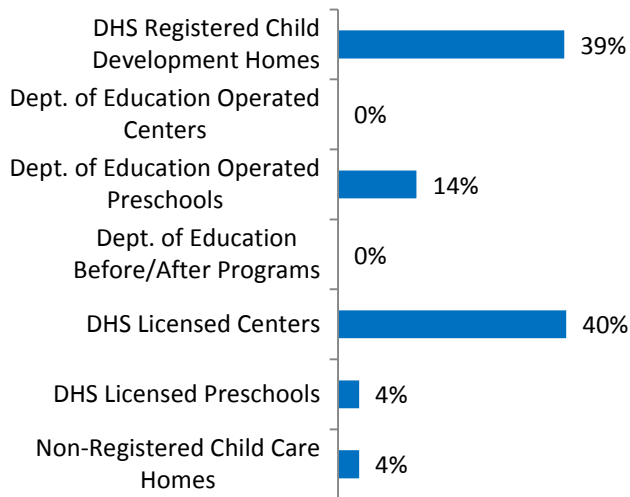 DHS Registered Child
Development Homes
39%
Dept. of Education Operated
Centers
0%
Dept. of Education Operated
Preschools
14%
Dept. of Education
Before/After Programs
0%
DHS Licensed Centers
40%
DHS Licensed Preschools
4%
Non-Registered Child Care
Homes
4%